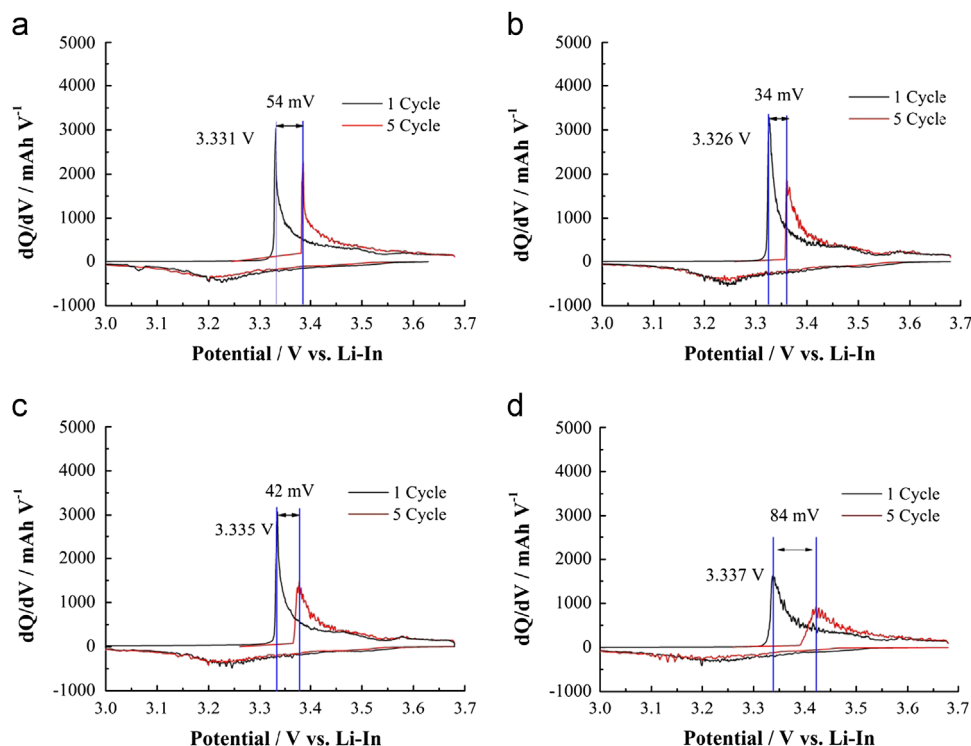 a
5000
4000
3000
2000
1000
0
-1000
dQ/dV / mAh V-1
54 mV
3.331 V
1 Cycle
5 Cycle
3.0 3.1 3.2 3.3 3.4 3.5 3.6 3.7
Potential / V vs. Li-In
b
5000
4000
3000
2000
1000
0
-1000
dQ/dV / mAh V-1
34 mV
3.326 V
1 Cycle
5 Cycle
3.0 3.1 3.2 3.3 3.4 3.5 3.6 3.7
Potential / V vs. Li-In
c
5000
4000
3000
2000
1000
0
-1000
dQ/dV / mAh V-1
42 mV
3.335 V
1 Cycle
5 Cycle
3.0 3.1 3.2 3.3 3.4 3.5 3.6 3.7
Potential / V vs. Li-In
d
5000
4000
3000
2000
1000
0
-1000
dQ/dV / mAh V-1
84 mV
3.337 V
1 Cycle
5 Cycle
3.0 3.1 3.2 3.3 3.4 3.5 3.6 3.7
Potential / V vs. Li-In